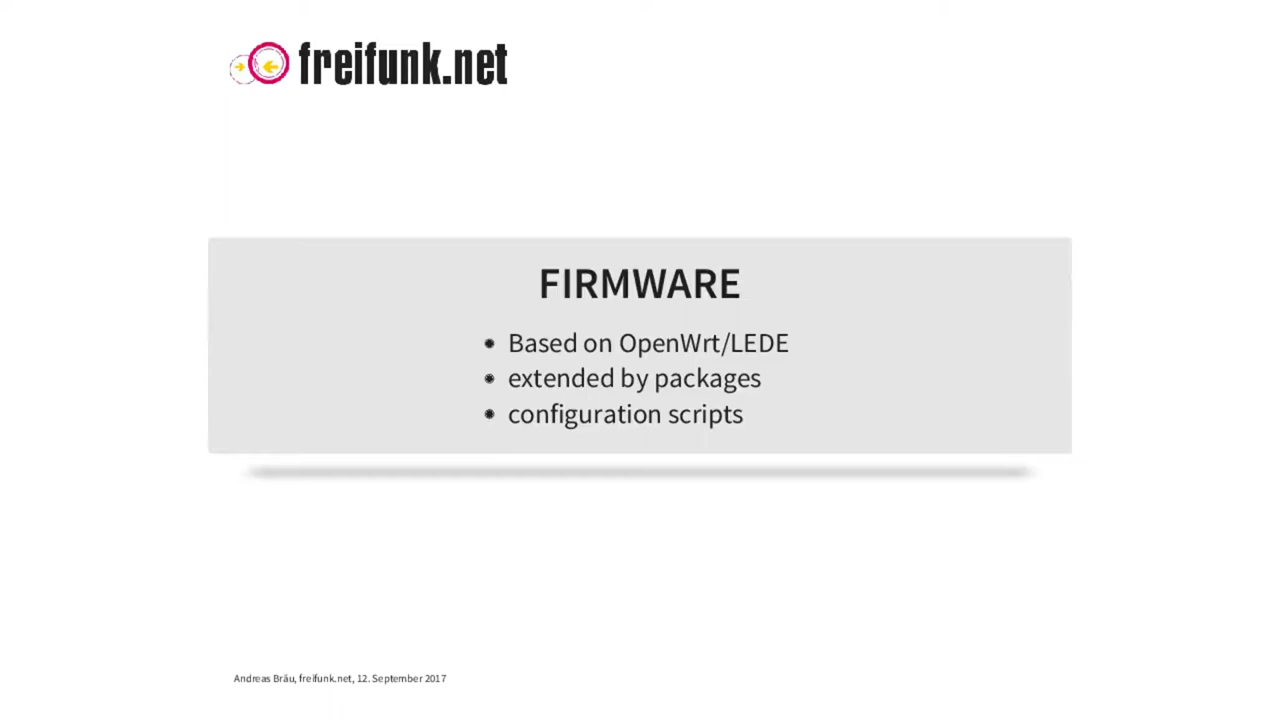 freifunk.net
FIRMWARE
Based on OpenWrt/LEDE
extended by packages
configuration scripts
Andreas Bräu, freifunk.net, 12. September 2017